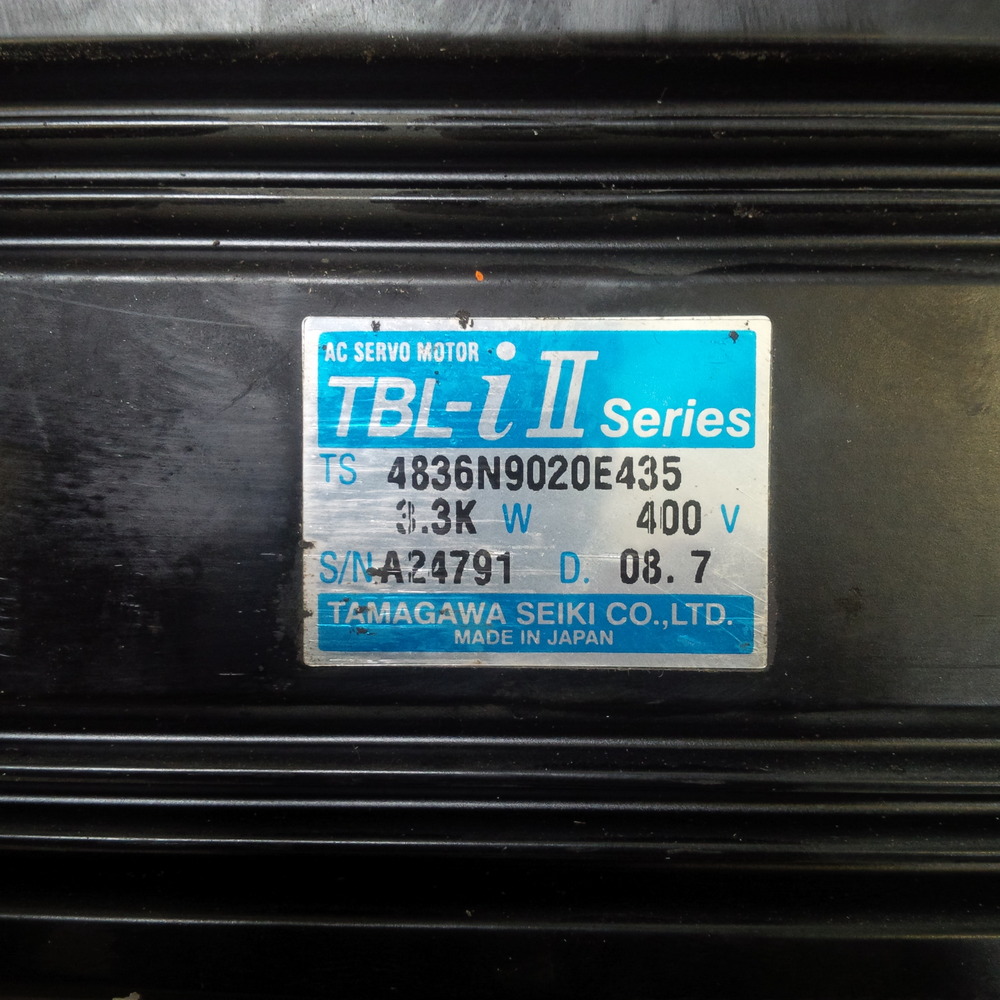 AC SERVO MOTOR
TBL-i II Series
TS 4836N9020E435
3.3K W 400 V
S/N A24791 D. 08. 7
TAMAGAWA SEIKI CO.,LTD.
MADE IN JAPAN